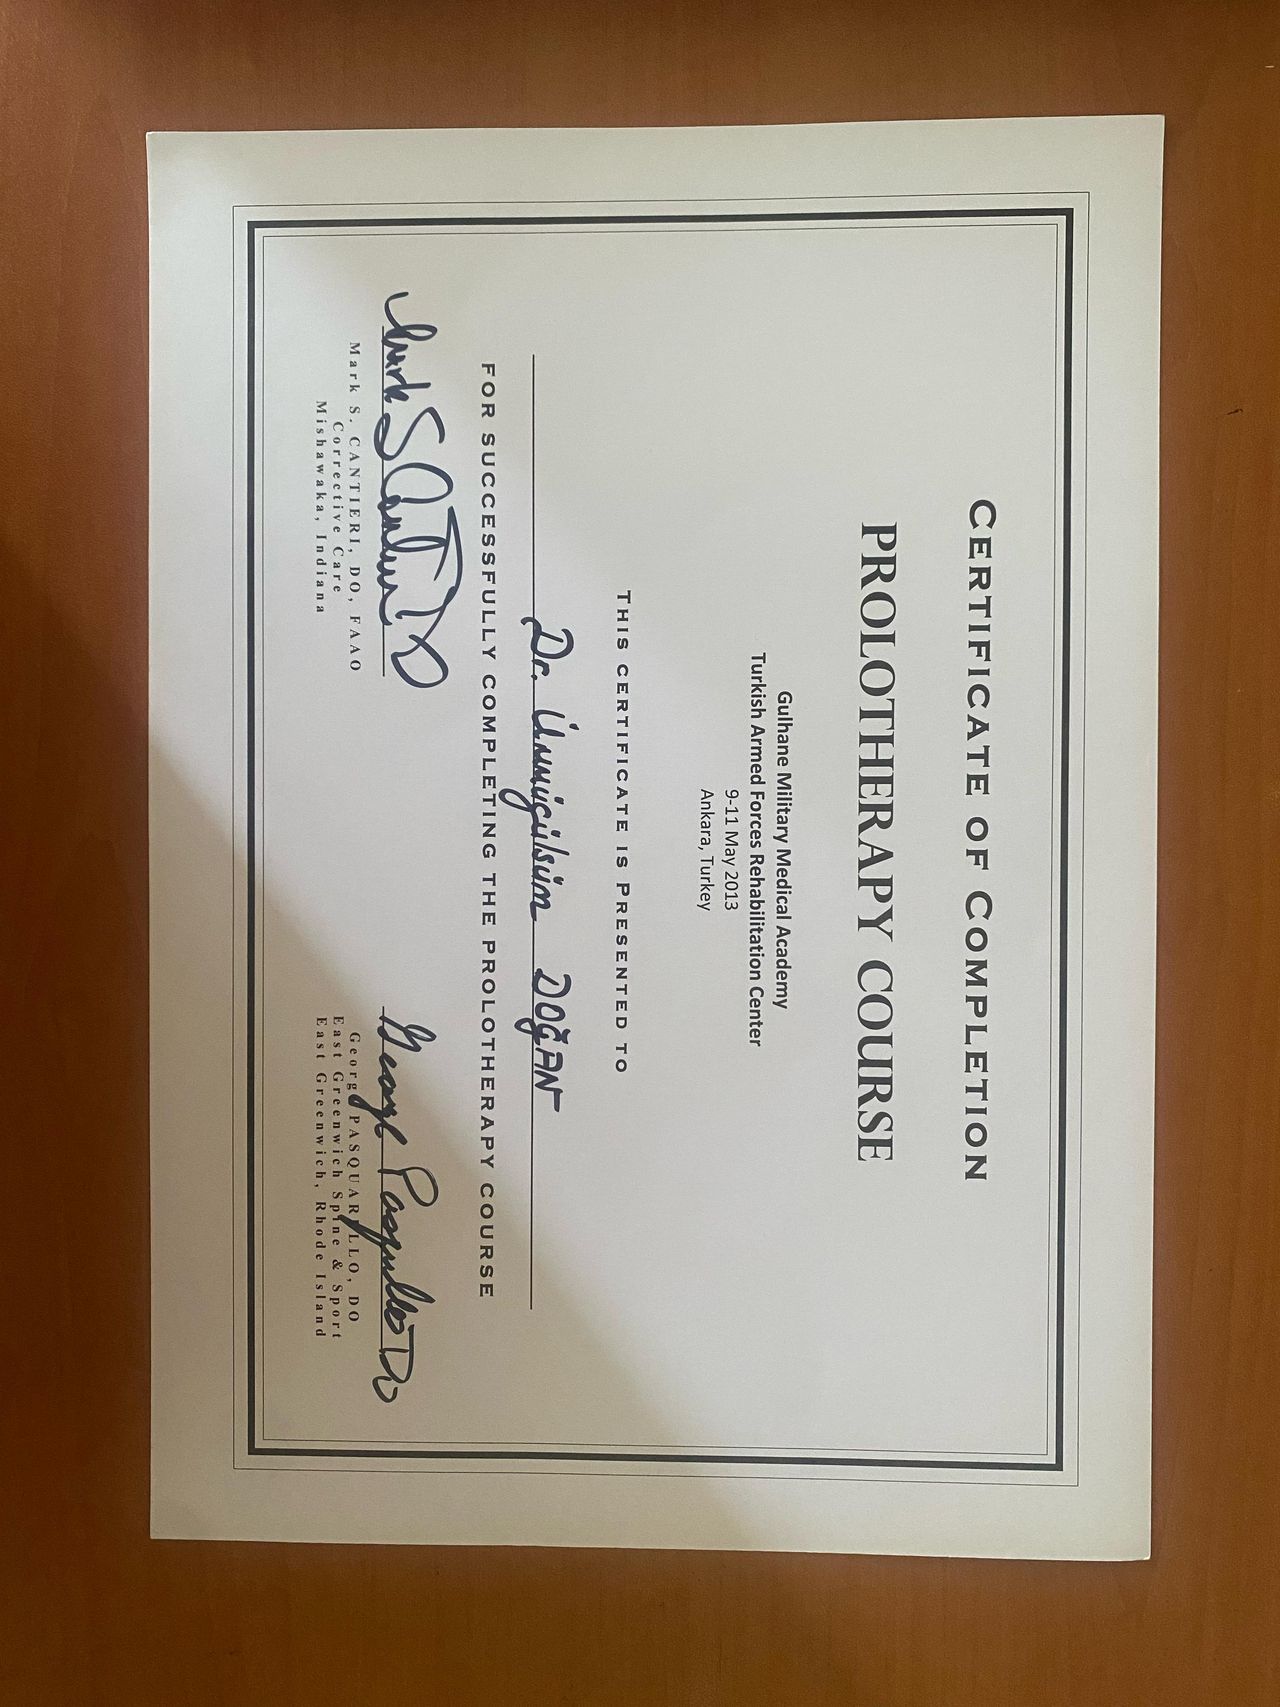 CERTIFICATE OF COMPLETION
PROLOTHERAPY COURSE
Gulhane Military Medical Academy
Turkish Armed Forces Rehabilitation Center
9-11 May 2013
Ankara, Turkey
THIS CERTIFICATE IS PRESENTED TO
Dr. Ümmügülsüm DOĞAN
FOR SUCCESSFULLY COMPLETING THE PROLOTHERAPY COURSE
Mark S Cantieri DO
Mark S. CANTIERI, DO, FAAO
Corrective Care
Mishawaka, Indiana
George Pasquarello DO
George PASQUARELLO, DO
East Greenwich Spine & Sport
East Greenwich, Rhode Island